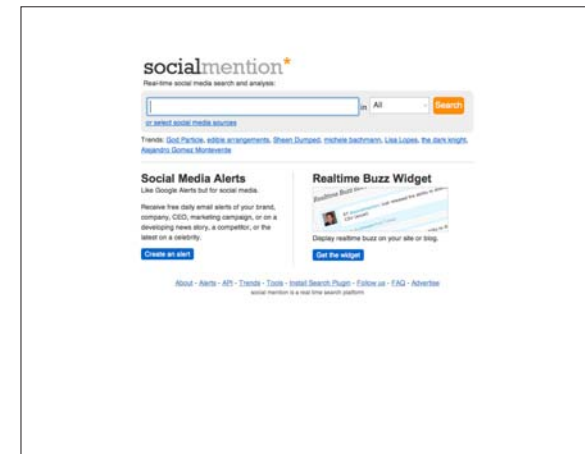 socialmention*
Real-time social media search and analysis:
in All Search
or select social media sources
Trends: God Particle, edible arrangements, Sheen Dumped, michele bachmann, Lisa Lopes, the dark knight,
Alejandro Gomez Monteverde
Social Media Alerts
Like Google Alerts but for social media.
Receive free daily email alerts of your brand,
company, CEO, marketing campaign, or on a
developing news story, a competitor, or the
latest on a celebrity.
Create an alert
Realtime Buzz Widget
Realtime Buzz
Display realtime buzz on your site or blog.
Get the widget
About - Alerts - API - Trends - Tools - Install Search Plugin - Follow us - FAQ - Advertise
social mention is a real time search platform